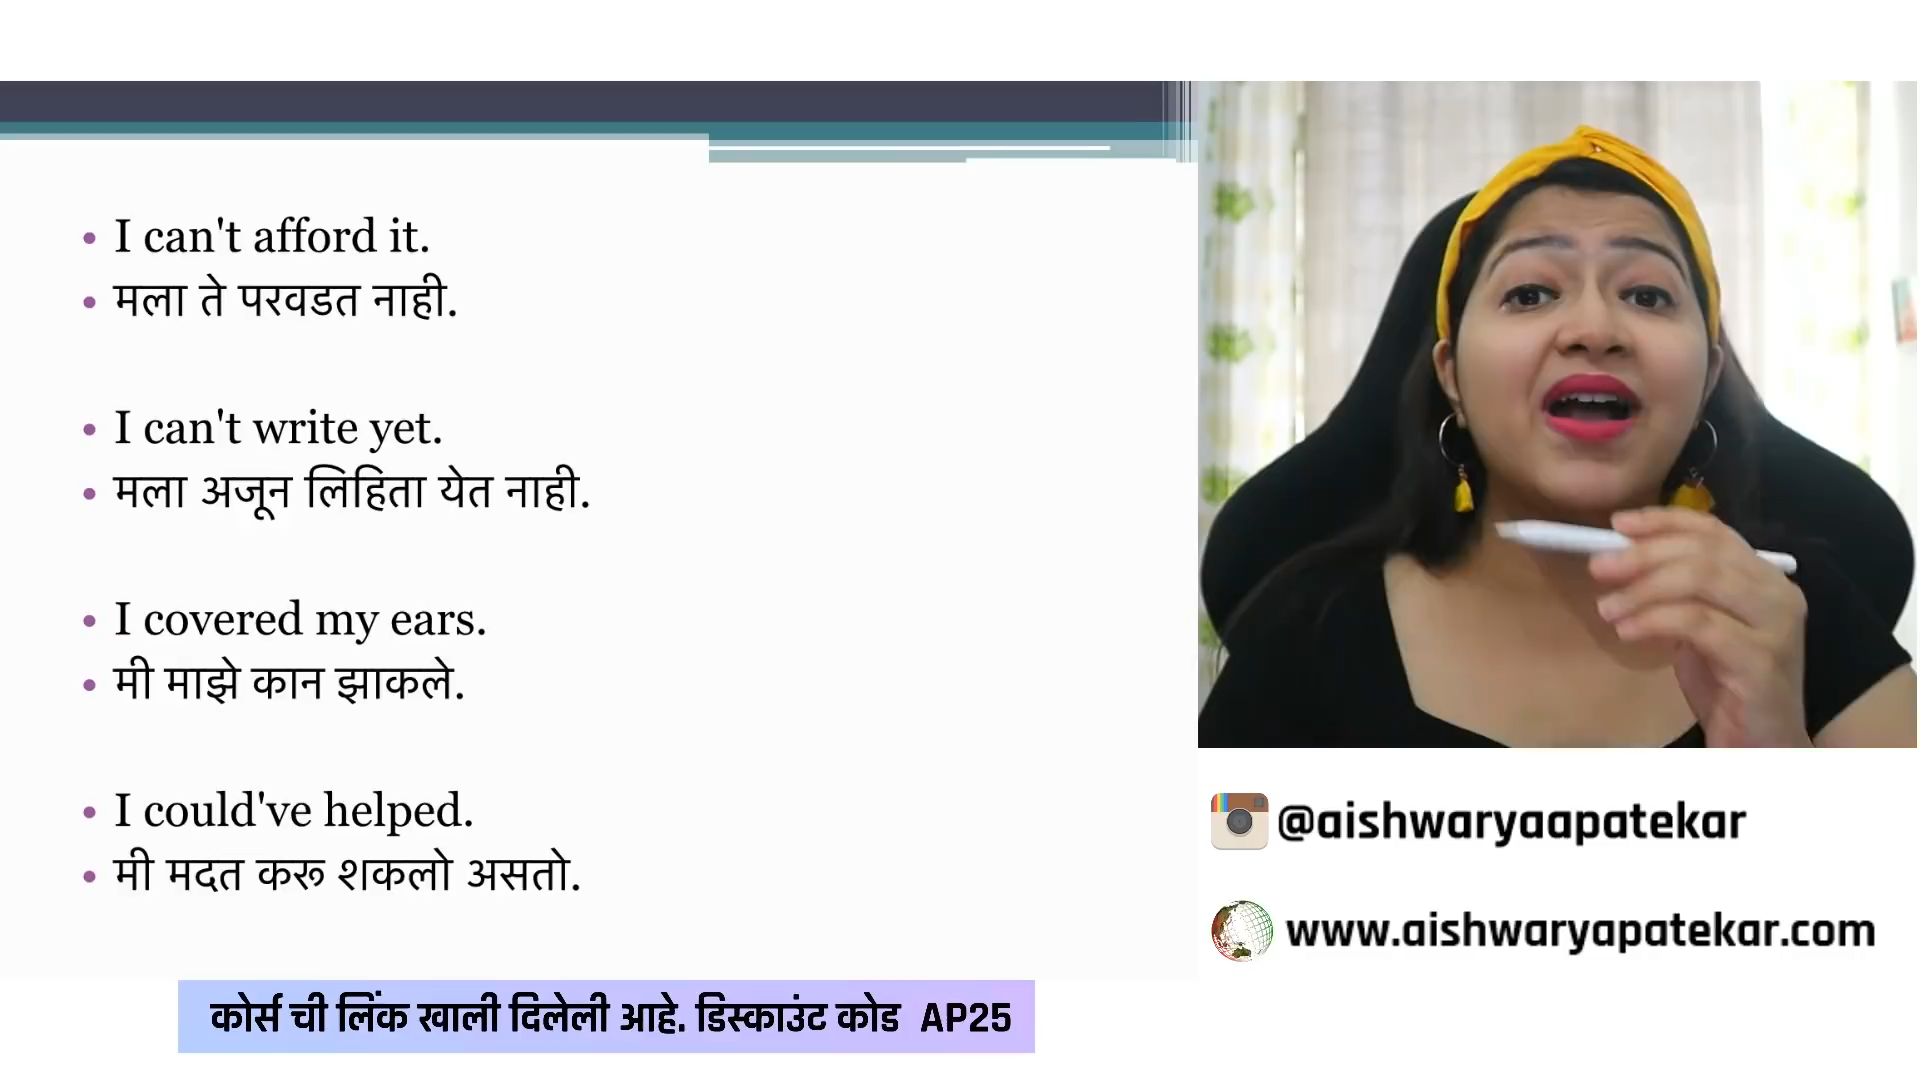 I can't afford it.
मला ते परवडत नाही.
I can't write yet.
मला अजून लिहिता येत नाही.
I covered my ears.
मी माझे कान झाकले.
I could've helped.
मी मदत करू शकलो असतो.
@aishwaryaapatekar
www.aishwaryapatekar.com
कोर्स ची लिंक खाली दिलेली आहे. डिस्काउंट कोड AP25